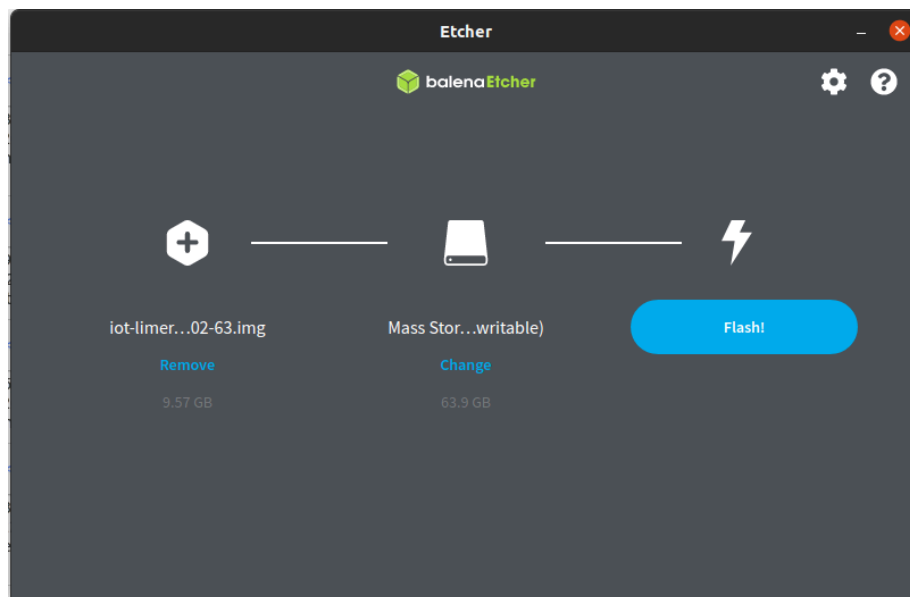 Etcher
balenaEtcher
iot-limer...02-63.img
Mass Stor...writable)
Flash!
Remove
Change
9.57 GB
63.9 GB